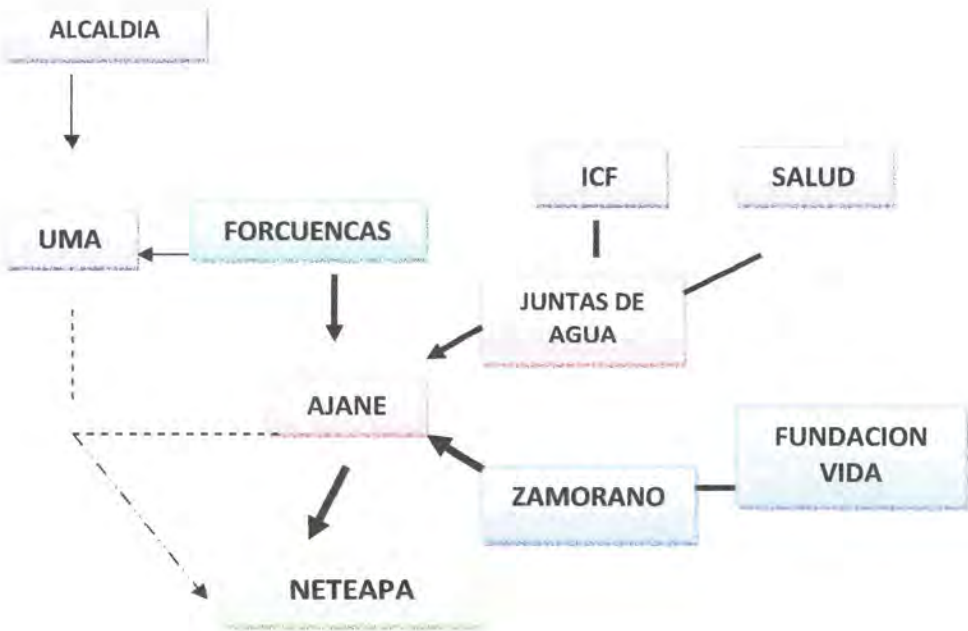 ALCALDIA
ICF
SALUD
UMA
FORCUENCAS
JUNTAS DE
AGUA
AJANE
FUNDACION
VIDA
ZAMORANO
NETEAPA